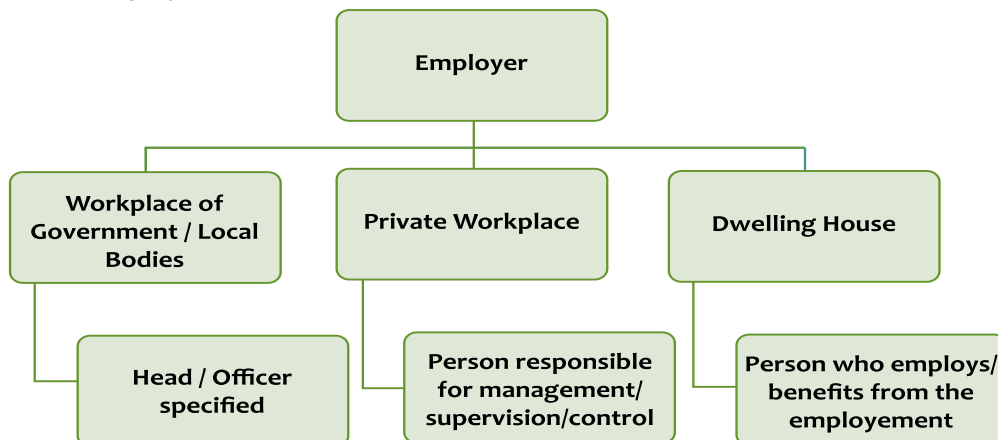 Employer
Workplace of
Government / Local
Bodies
Private Workplace
Dwelling House
Head / Officer
specified
Person responsible
for management/
supervision/control
Person who employs/
benefits from the
employement